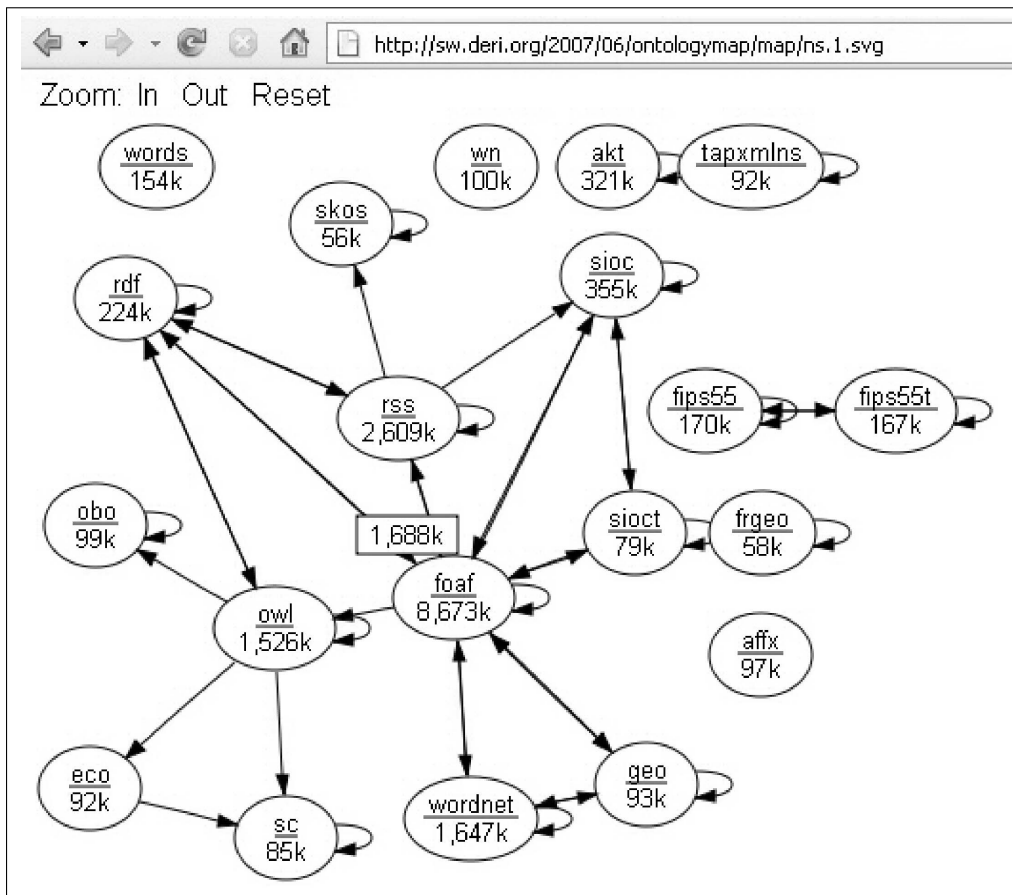 http://sw.deri.org/2007/06/ontologymap/map/ns.1.svg
Zoom: In Out Reset
words
154k
wn
100k
akt
321k
tapxmlns
92k
skos
56k
sioc
355k
rdf
224k
rss
2,609k
fips55
170k
fips55t
167k
obo
99k
1,688k
sioct
79k
frgeo
58k
foaf
8,673k
owl
1,526k
affx
97k
eco
92k
geo
93k
wordnet
1,647k
sc
85k